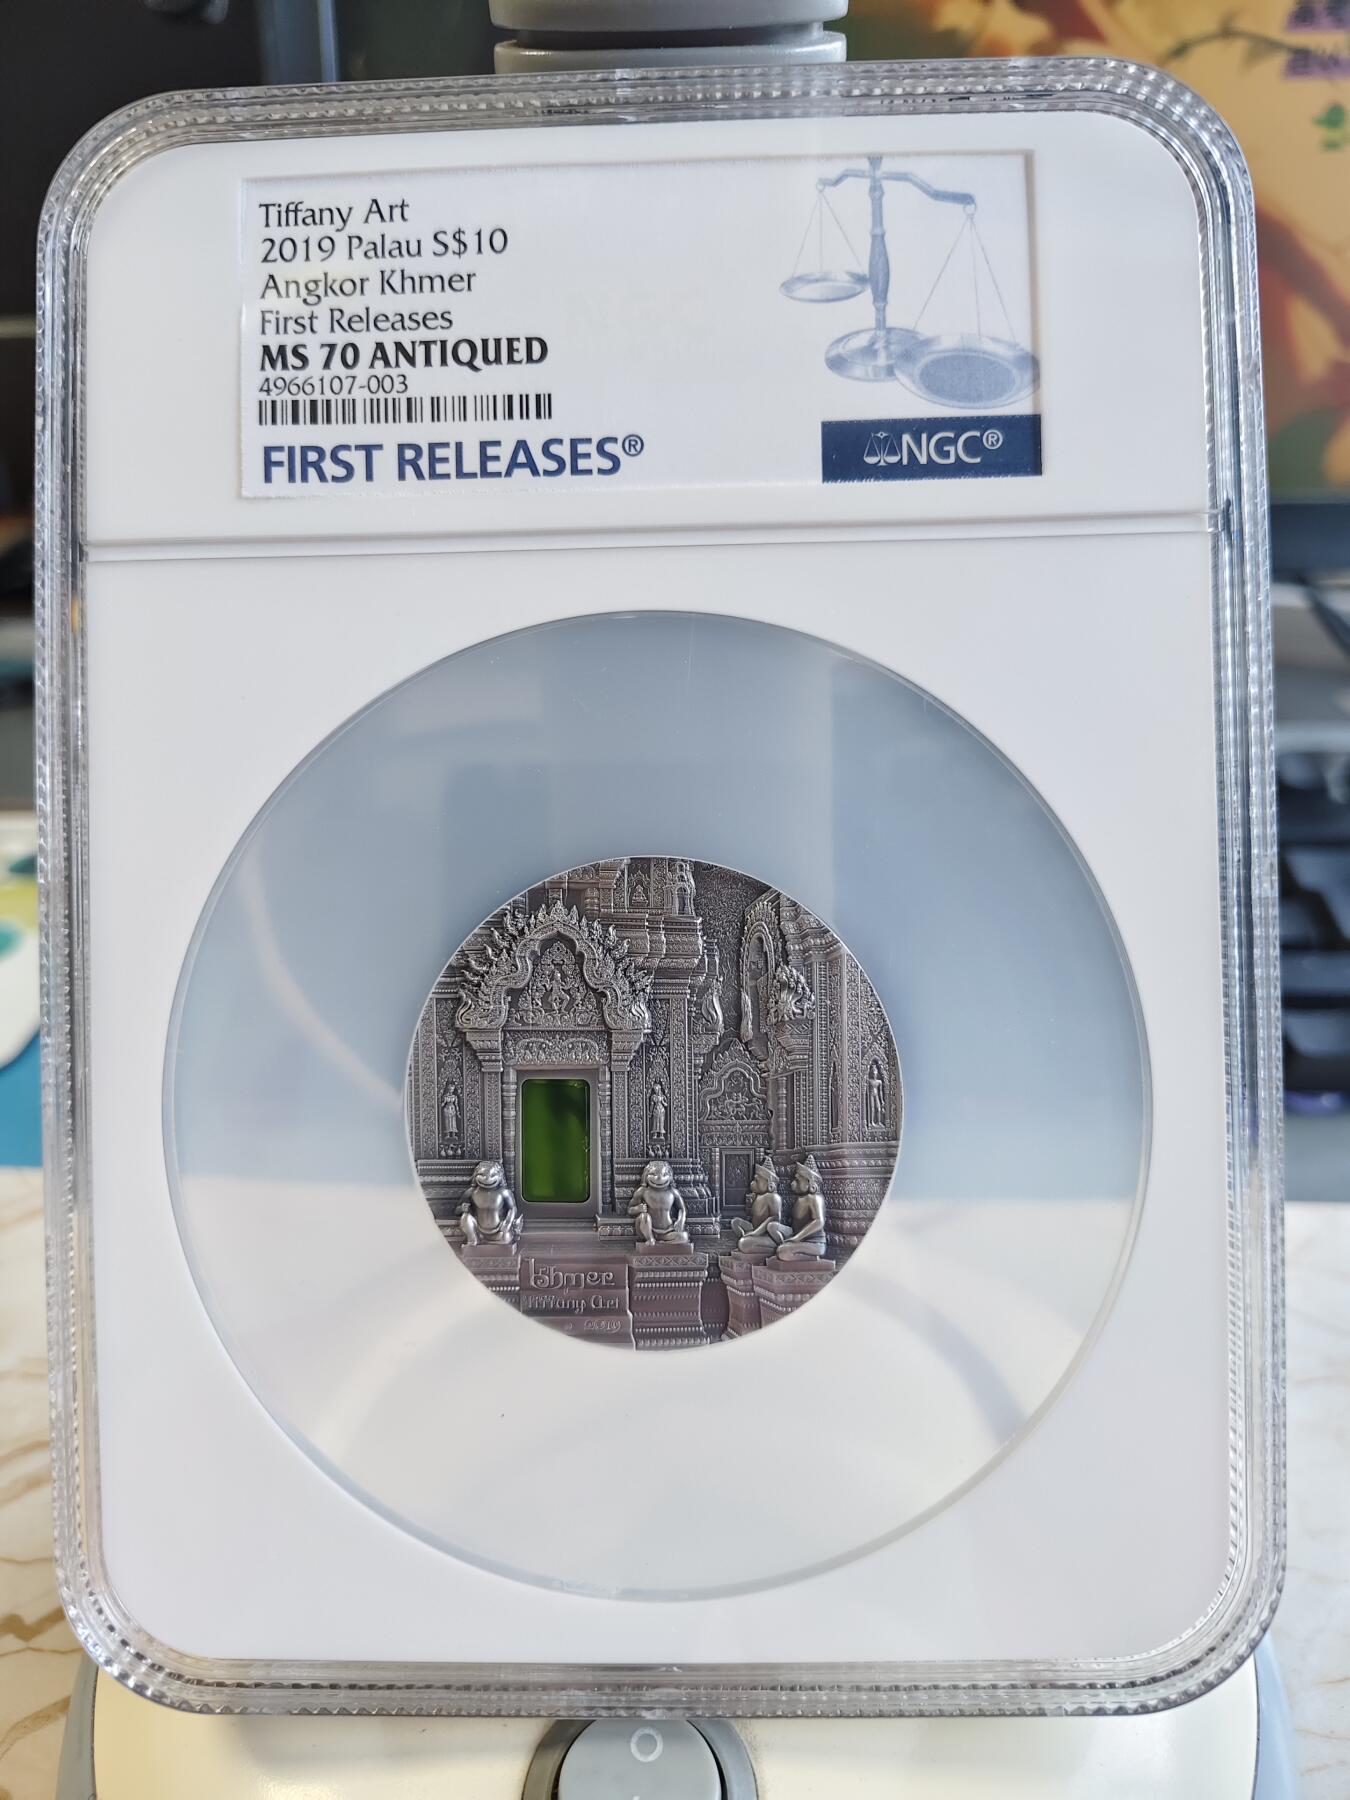 Tiffany Art
2019 Palau S$10
Angkor Khmer
First Releases
MS 70 ANTIQUED
4966107-003
FIRST RELEASES®
NGC®
Khmer
Tiffany Art